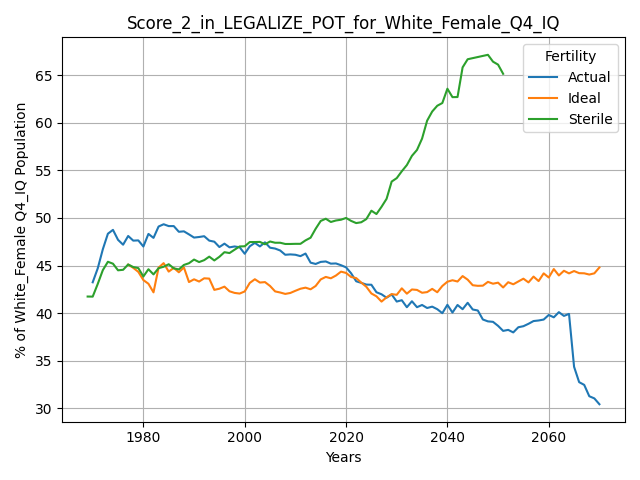 Score_2_in_LEGALIZE_POT_for_White_Female_Q4_IQ
% of White_Female Q4_IQ Population
65
60
55
50
45
40
35
30
Fertility
Actual
Ideal
Sterile
1980
2000
2020
2040
2060
Years